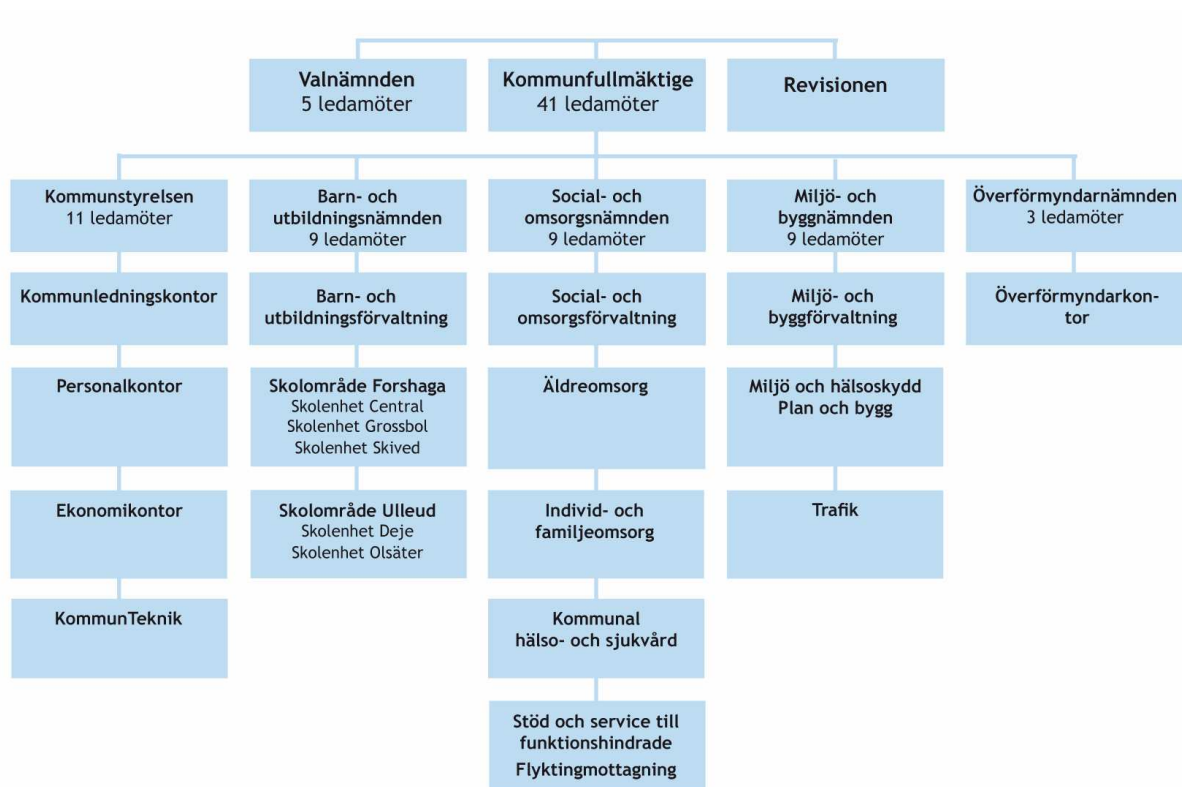 Valnämnden
5 ledamöter
Kommunfullmäktige
41 ledamöter
Revisionen
Kommunstyrelsen
11 ledamöter
Barn- och
utbildningsnämnden
9 ledamöter
Social- och
omsorgsnämnden
9 ledamöter
Miljö- och
byggnämnden
9 ledamöter
Överförmyndarnämnden
3 ledamöter
Kommunledningskontor
Barn- och
utbildningsförvaltning
Social- och
omsorgsförvaltning
Miljö- och
byggförvaltning
Överförmyndarkon-
tor
Personalkontor
Skolområde Forshaga
Skolenhet Central
Skolenhet Grossbol
Skolenhet Skived
Äldreomsorg
Miljö och hälsoskydd
Plan och bygg
Ekonomikontor
Skolområde Ulleud
Skolenhet Deje
Skolenhet Olsäter
Individ- och
familjeomsorg
Trafik
KommunTeknik
Kommunal
hälso- och sjukvård
Stöd och service till
funktionshindrade
Flyktingmottagning